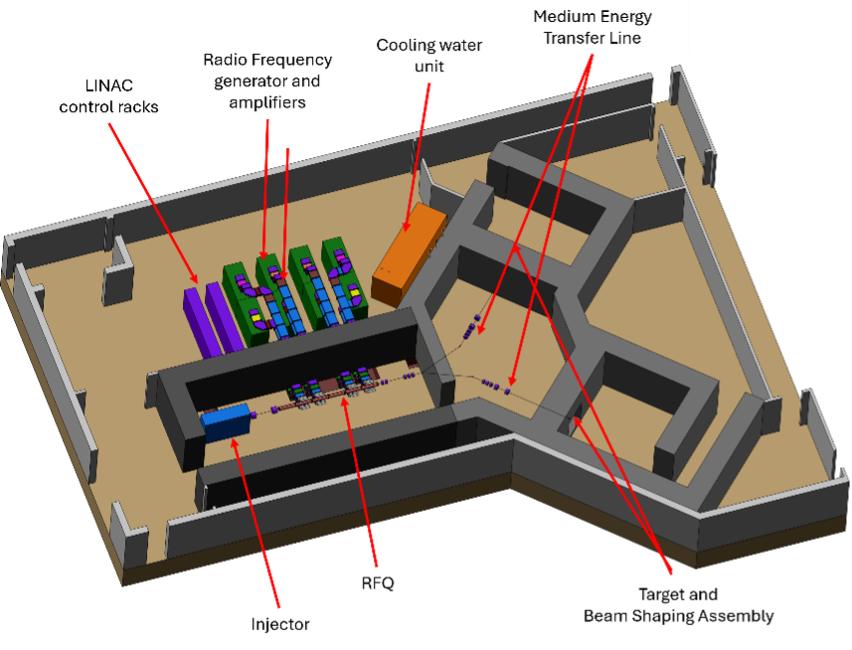 Medium Energy
Transfer Line
Cooling water
unit
Radio Frequency
generator and
amplifiers
LINAC
control racks
RFQ
Target and
Beam Shaping Assembly
Injector